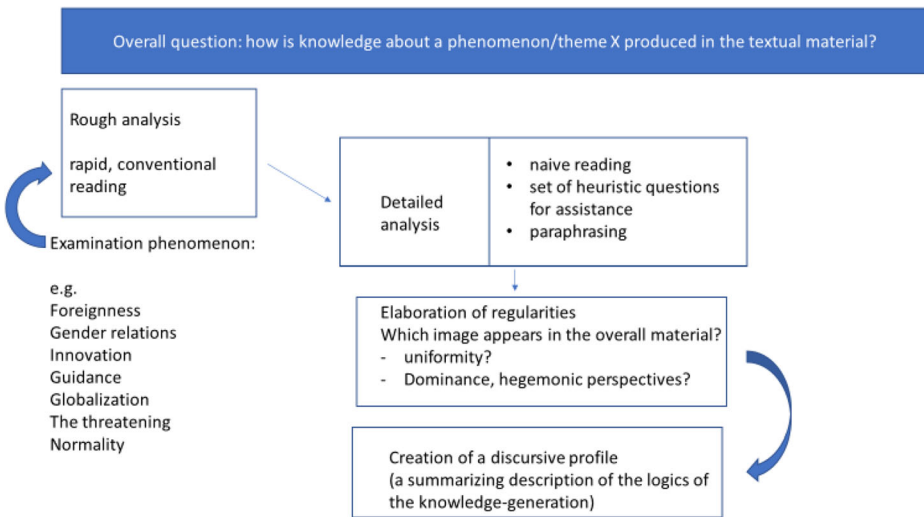 Overall question: how is knowledge about a phenomenon/theme X produced in the textual material?
Rough analysis
rapid, conventional
reading
Examination phenomenon:
e.g.
Foreignness
Gender relations
Innovation
Guidance
Globalization
The threatening
Normality
Detailed
analysis
• naive reading
• set of heuristic questions
for assistance
• paraphrasing
Elaboration of regularities
Which image appears in the overall material?
- uniformity?
- Dominance, hegemonic perspectives?
Creation of a discursive profile
(a summarizing description of the logics of
the knowledge-generation)